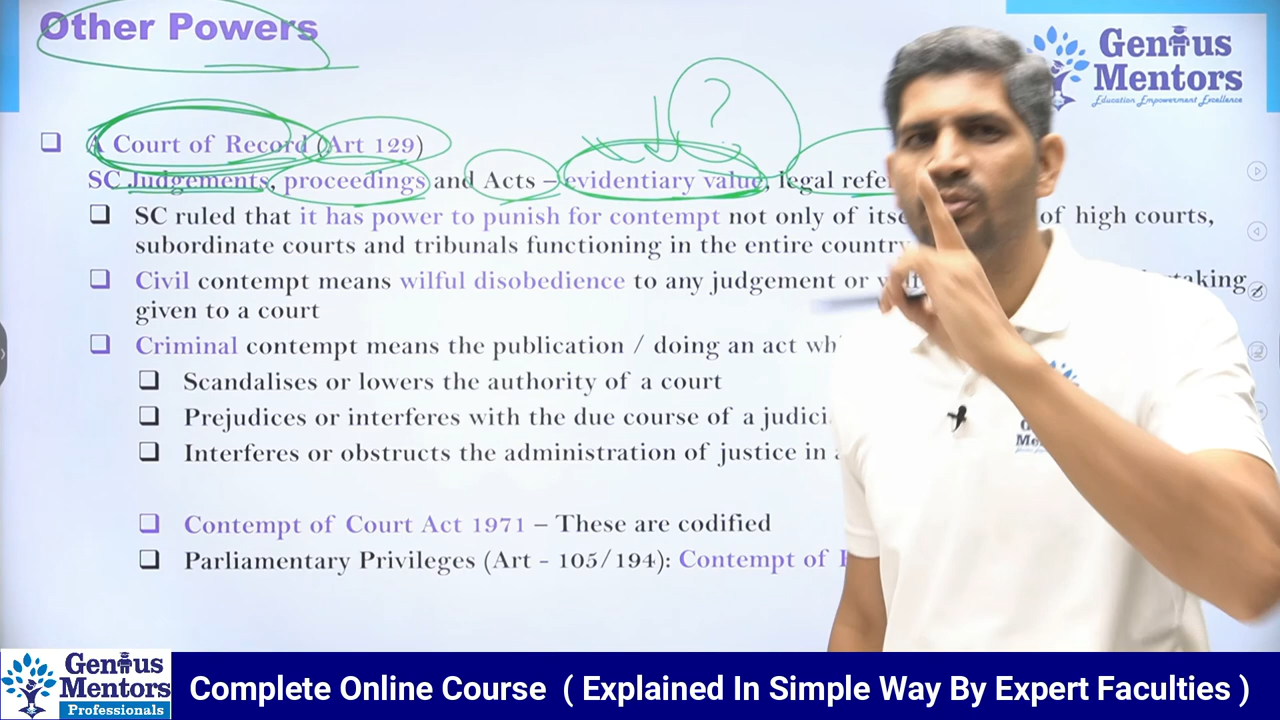 Other Powers
Genius
Mentors
Education Empowerment Excellence
A Court of Record (Art 129)
SC Judgements, proceedings and Acts – evidentiary value, legal
?
SC ruled that it has power to punish for contempt not only of of high courts,
subordinate courts and tribunals functioning in the entire country
Civil contempt means wilful disobedience to any judgement or
given to a court
Criminal contempt means the publication / doing an act
Scandalises or lowers the authority of a court
Prejudices or interferes with the due course of a
Interferes or obstructs the administration of justice in
Contempt of Court Act 1971 – These are codified
Parliamentary Privileges (Art - 105/194): Contempt of
Genius
Mentors
Professionals
Complete Online Course ( Explained In Simple Way By Expert Faculties )